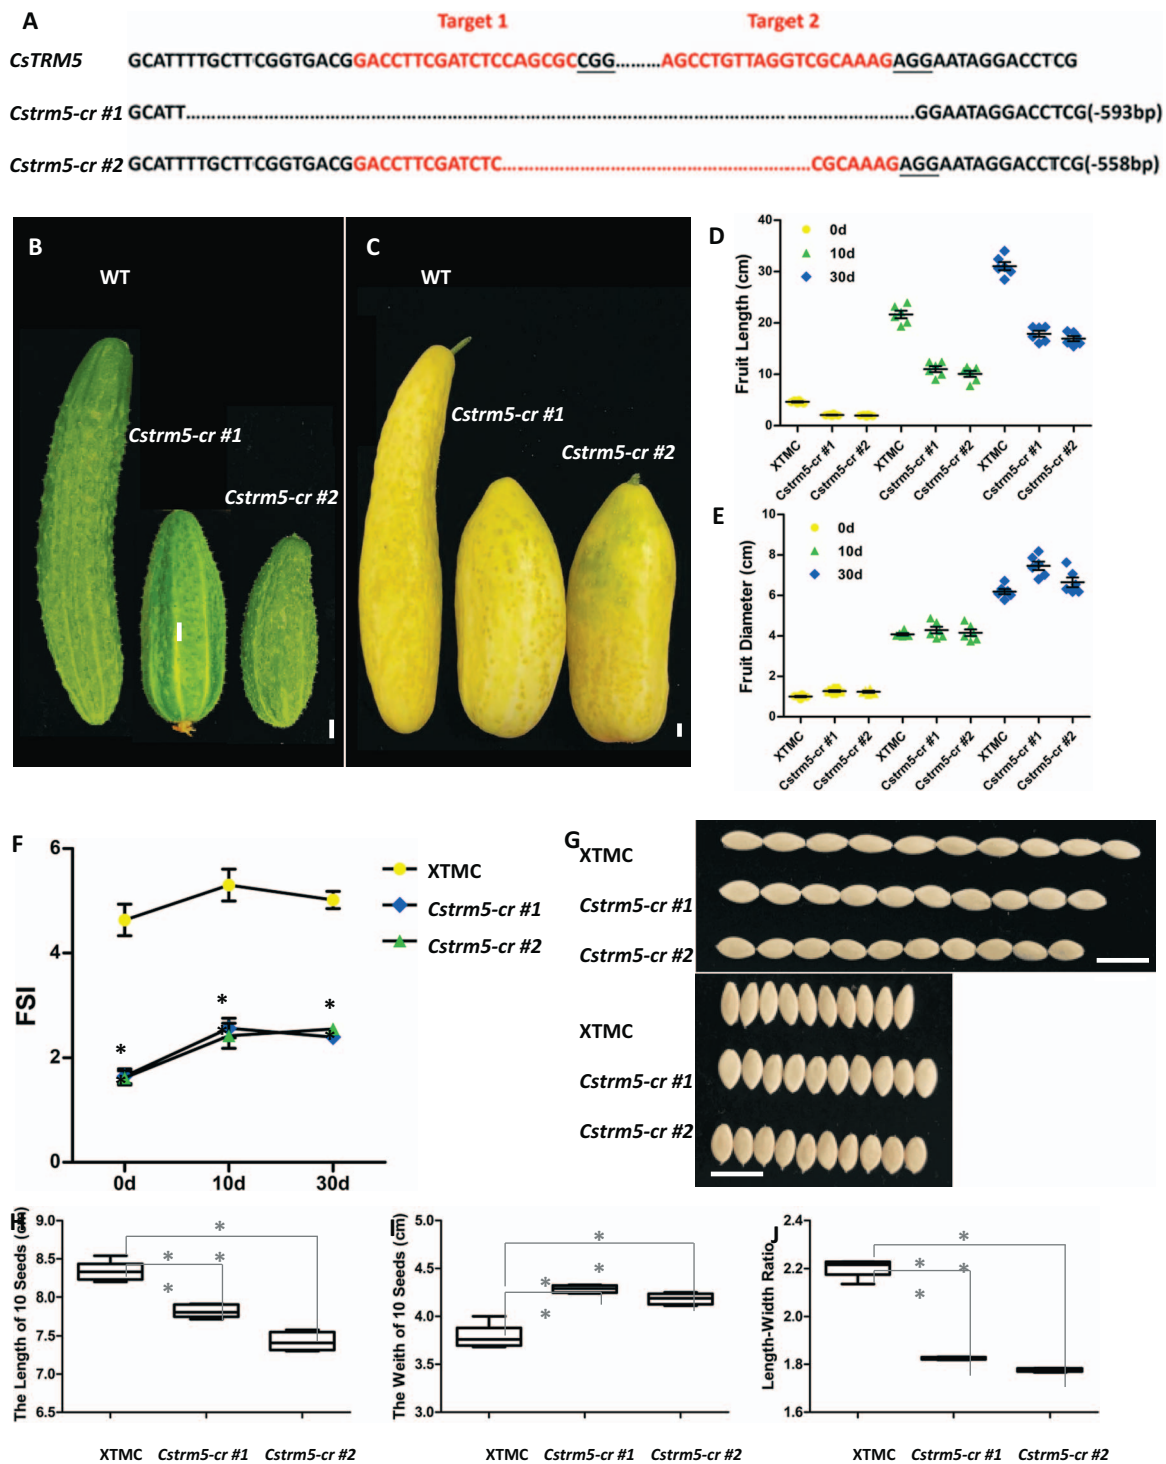 A
Target 1 Target 2
CsTRM5 GCATTTTGCTTCGGTGACGGACCTTCGATCTCCAGCGCCGG.........AGCCTGTTAGGTCGCAAAGAGGAATAGGACCTCG
Cstrm5-cr #1 GCATT....................................................................................GGAATAGGACCTCG(-593bp)
Cstrm5-cr #2 GCATTTTGCTTCGGTGACGGACCTTCGATCTC....................................................CGCAAAGAGGAATAGGACCTCG(-558bp)
B
WT
Cstrm5-cr #1
Cstrm5-cr #2
C
WT
Cstrm5-cr #1
Cstrm5-cr #2
D
Fruit Length (cm)
40
30
20
10
0
0d
10d
30d
XTMC Cstrm5-cr #1 Cstrm5-cr #2 XTMC Cstrm5-cr #1 Cstrm5-cr #2 XTMC Cstrm5-cr #1 Cstrm5-cr #2
E
Fruit Diameter (cm)
10
8
6
4
2
0
0d
10d
30d
XTMC Cstrm5-cr #1 Cstrm5-cr #2 XTMC Cstrm5-cr #1 Cstrm5-cr #2 XTMC Cstrm5-cr #1 Cstrm5-cr #2
F
FSI
6
4
2
0
0d 10d 30d
XTMC
Cstrm5-cr #1
Cstrm5-cr #2
* * *
* * *
G
XTMC
Cstrm5-cr #1
Cstrm5-cr #2
XTMC
Cstrm5-cr #1
Cstrm5-cr #2
H
The Length of 10 Seeds (cm)
9.0
8.5
8.0
7.5
7.0
6.5
*
* *
*
XTMC Cstrm5-cr #1 Cstrm5-cr #2
I
The Weith of 10 Seeds (cm)
5.0
4.5
4.0
3.5
3.0
*
* *
*
XTMC Cstrm5-cr #1 Cstrm5-cr #2
J
Length-Width Ratio
2.4
2.2
2.0
1.8
1.6
*
* *
*
XTMC Cstrm5-cr #1 Cstrm5-cr #2